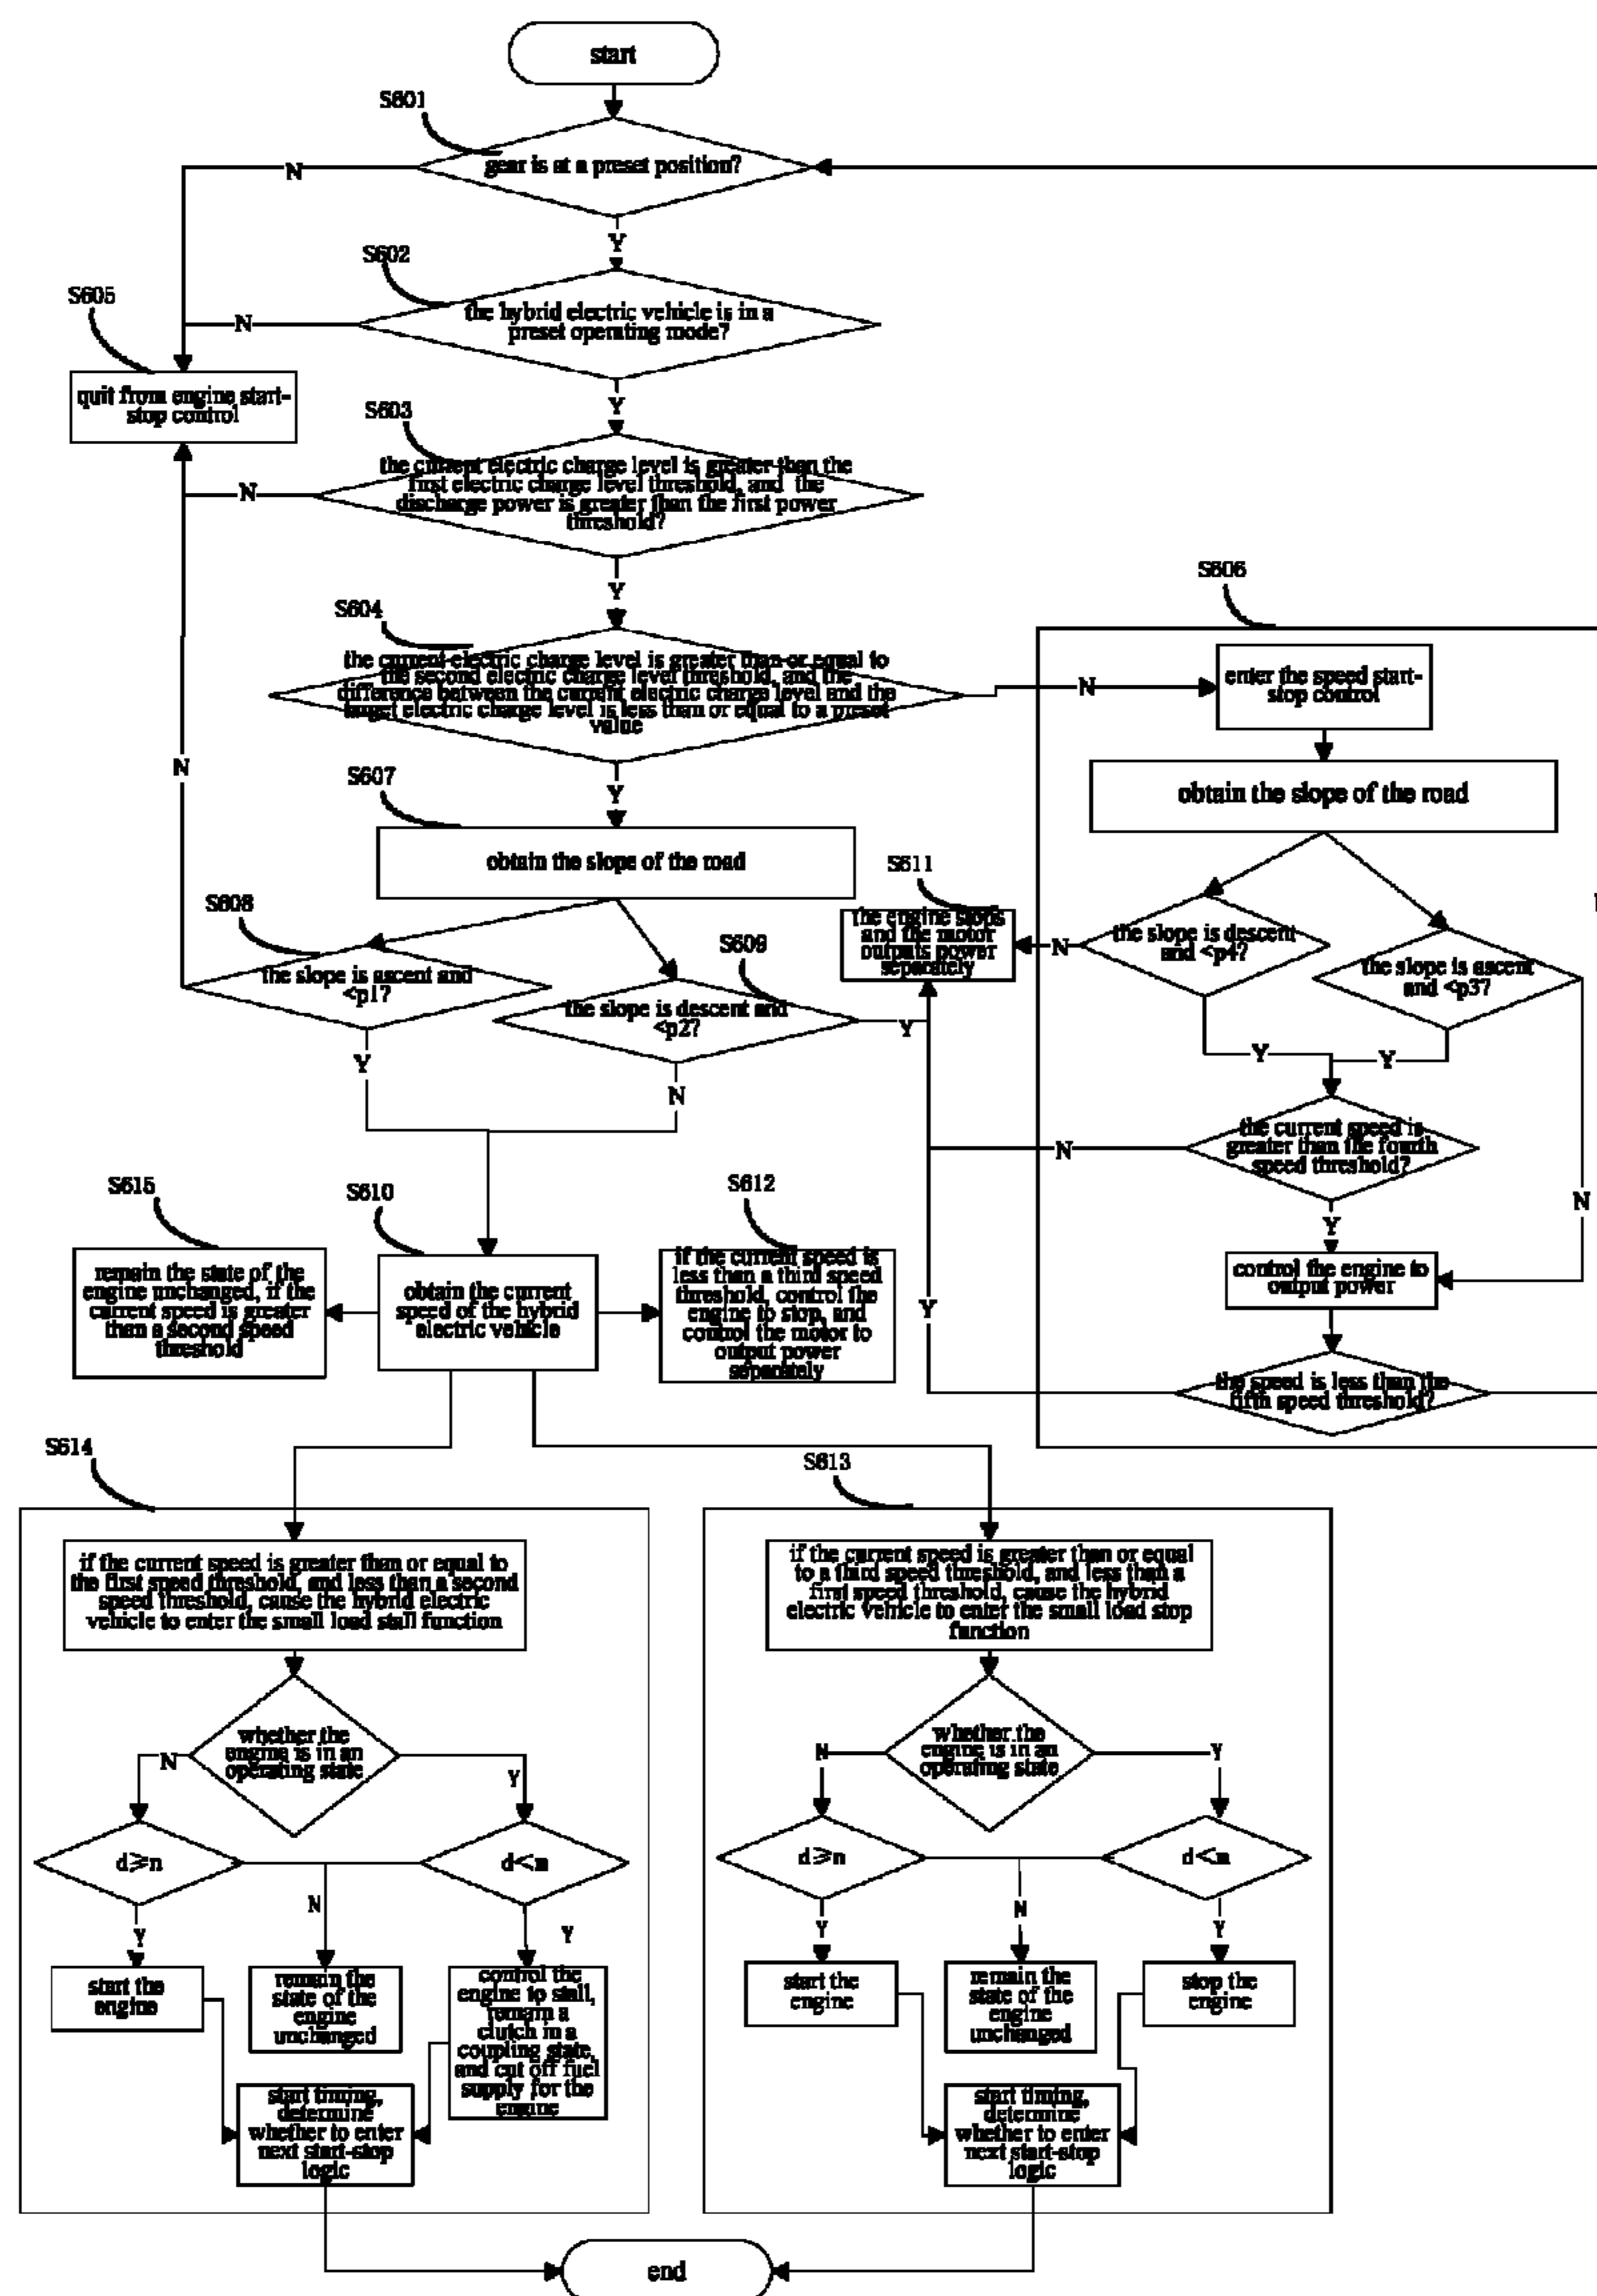 start
S601
gear is at a preset position?
N
Y
S602
the hybrid electric vehicle is in a
preset operating mode?
N
Y
S605
quit from engine start-
stop control
S603
the current electric charge level is greater than the
first electric charge level threshold, and the
discharge power is greater than the first power
threshold?
N
Y
S604
the current electric charge level is greater than or equal to
the second electric charge level threshold, and the
difference between the current electric charge level and the
target electric charge level is less than or equal to a preset
value
N
Y
S606
enter the speed start-
stop control
obtain the slope of the road
S607
obtain the slope of the road
N
S608
the slope is ascent and
<p1?
Y
S609
the slope is descent and
<p2?
Y
N
S611
the engine stops
and the motor
outputs power
separately
N
the slope is descent
and <p4?
the slope is ascent
and <p3?
Y
Y
N
the current speed is
greater than the fourth
speed threshold?
N
Y
control the engine to
output power
Y
the speed is less than the
fifth speed threshold?
S615
remain the state of the
engine unchanged, if the
current speed is greater
than a second speed
threshold
S610
obtain the current
speed of the hybrid
electric vehicle
S612
if the current speed is
less than a third speed
threshold, control the
engine to stop, and
control the motor to
output power
separately
S614
if the current speed is greater than or equal to
the first speed threshold, and less than a second
speed threshold, cause the hybrid electric
vehicle to enter the small load stall function
whether the
engine is in an
operating state
N
Y
d≥n
d<m
N
Y
Y
start the
engine
remain the
state of the
engine
unchanged
control the
engine to stall,
remain a
clutch in a
coupling state,
and cut off fuel
supply for the
engine
start timing,
determine
whether to enter
next start-stop
logic
S613
if the current speed is greater than or equal
to a third speed threshold, and less than a
first speed threshold, cause the hybrid
electric vehicle to enter the small load stop
function
whether the
engine is in an
operating state
N
Y
d≥n
d<m
Y
N
Y
start the
engine
remain the
state of the
engine
unchanged
stop the
engine
start timing,
determine
whether to enter
next start-stop
logic
end